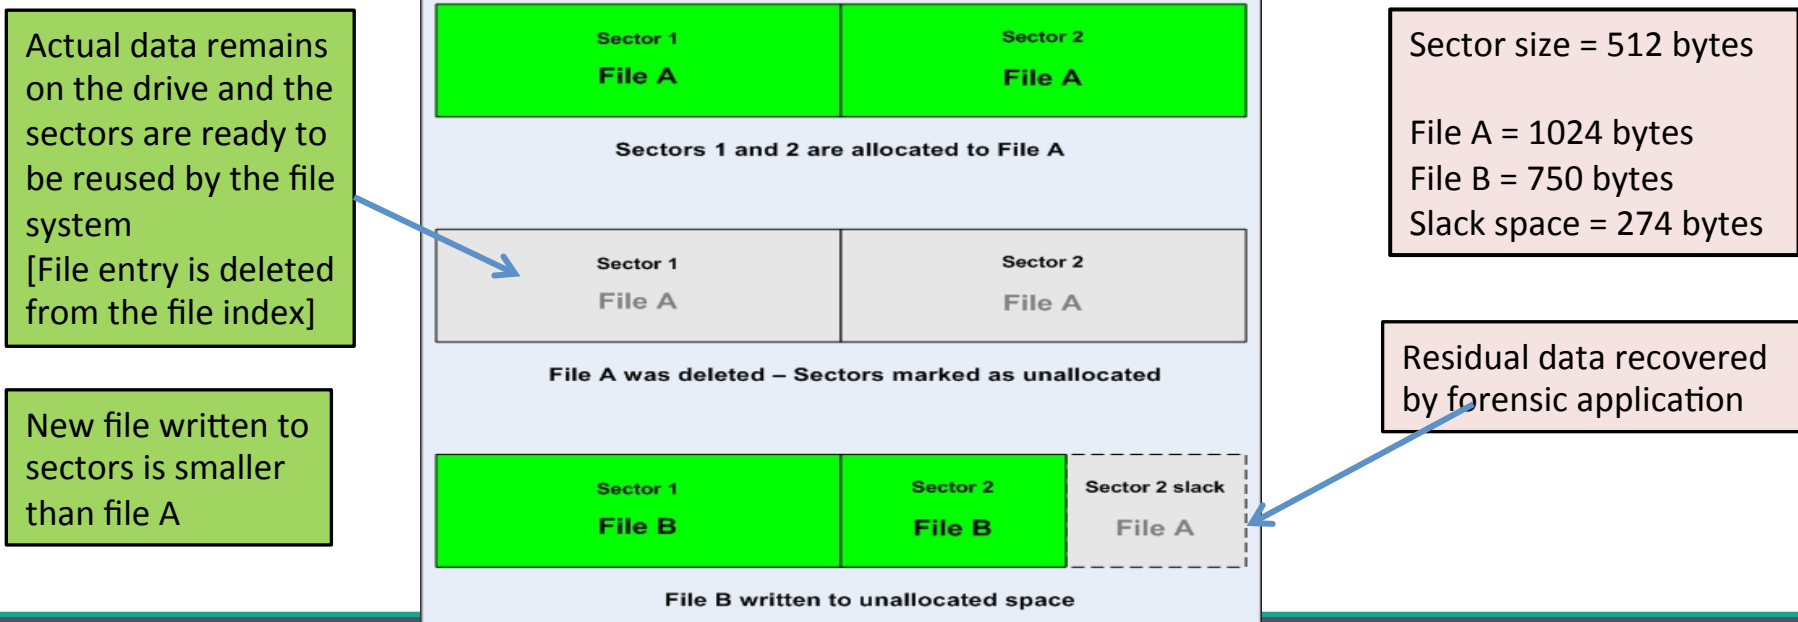 Actual data remains
on the drive and the
sectors are ready to
be reused by the file
system
[File entry is deleted
from the file index]
New file written to
sectors is smaller
than file A
Sector 1
File A
Sector 2
File A
Sectors 1 and 2 are allocated to File A
Sector 1
File A
Sector 2
File A
File A was deleted – Sectors marked as unallocated
Sector 1
File B
Sector 2
File B
Sector 2 slack
File A
File B written to unallocated space
Sector size = 512 bytes
File A = 1024 bytes
File B = 750 bytes
Slack space = 274 bytes
Residual data recovered
by forensic application